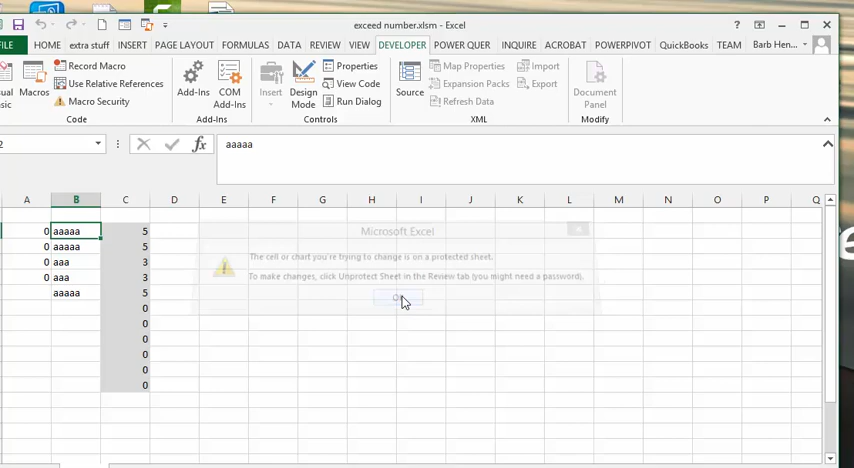 exceed number.xlsm - Excel
FILE HOME extra stuff INSERT PAGE LAYOUT FORMULAS DATA REVIEW VIEW DEVELOPER POWER QUER INQUIRE ACROBAT POWERPIVOT QuickBooks TEAM Barb Hen...
Macros
Record Macro
Use Relative References
Macro Security
Code
Add-Ins
COM
Add-Ins
Add-Ins
Insert
Design
Mode
Properties
View Code
Run Dialog
Controls
Source
Map Properties
Expansion Packs
Refresh Data
Import
Export
XML
Document
Panel
Modify
2 fx aaaaa
A B C D E F G H I J K L M N O P Q
0 aaaaa 5
0 aaaaa 5
0 aaa 3
0 aaa 3
aaaaa 5
0
0
0
0
0
0
Microsoft Excel
The cell or chart you're trying to change is on a protected sheet.
To make changes, click Unprotect Sheet in the Review tab (you might need a password).